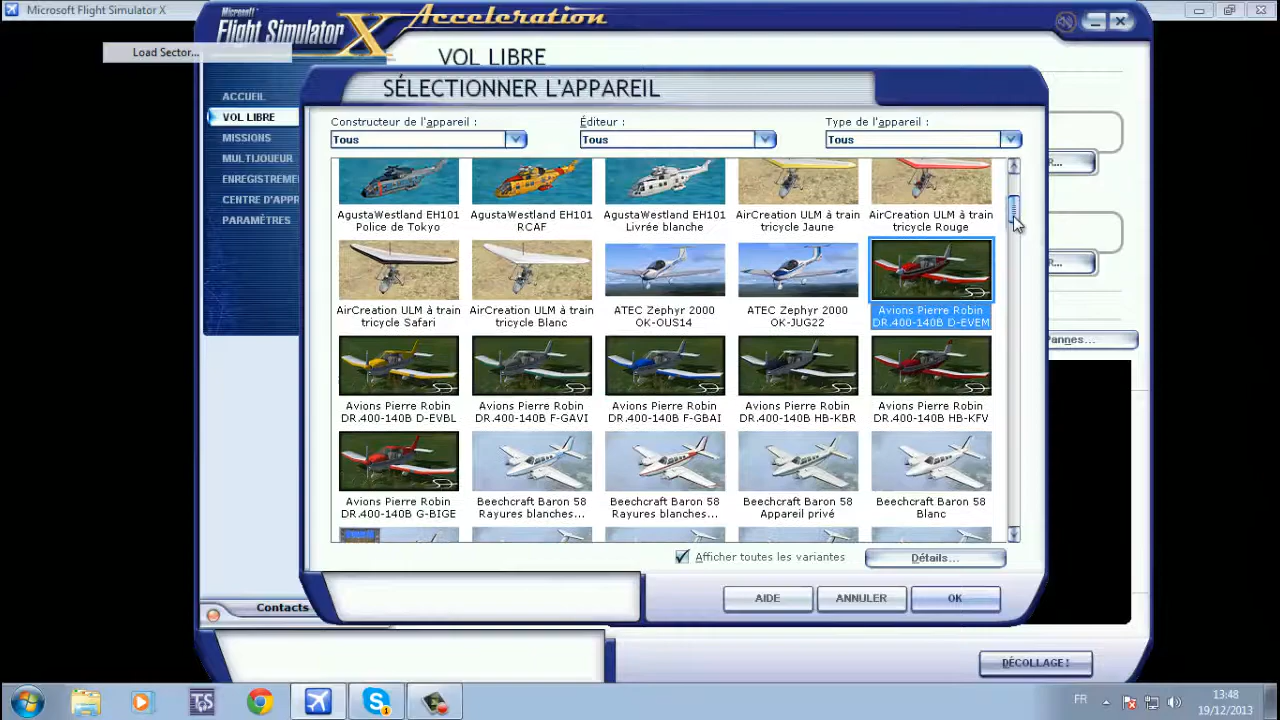 Microsoft Flight Simulator X
Microsoft
Flight Simulator X
Acceleration
Load Sector...
VOL LIBRE
ACCUEIL
VOL LIBRE
MISSIONS
MULTIJOUEUR
ENREGISTREME
CENTRE D'APPR
PARAMÈTRES
SÉLECTIONNER L'APPAREIL
Constructeur de l'appareil :
Éditeur :
Type de l'appareil :
Tous
Tous
Tous
AgustaWestland EH101 Police de Tokyo
AgustaWestland EH101 RCAF
AgustaWestland EH101 Livrée blanche
AirCreation ULM à train tricycle Jaune
AirCreation ULM à train tricycle Rouge
AirCreation ULM à train tricycle Safari
AirCreation ULM à train tricycle Blanc
ATEC Zephyr 2000 OK-OUS14
ATEC Zephyr 2000 OK-JUG22
Avions Pierre Robin DR.400-140B D-EVEM
Avions Pierre Robin DR.400-140B D-EVBL
Avions Pierre Robin DR.400-140B F-GAVI
Avions Pierre Robin DR.400-140B F-GBAI
Avions Pierre Robin DR.400-140B HB-KBR
Avions Pierre Robin DR.400-140B HB-KFV
Avions Pierre Robin DR.400-140B G-BIGE
Beechcraft Baron 58 Rayures blanches...
Beechcraft Baron 58 Rayures blanches...
Beechcraft Baron 58 Appareil privé
Beechcraft Baron 58 Blanc
R...
R...
Pannes...
Afficher toutes les variantes
Détails...
AIDE
ANNULER
OK
Contacts
DÉCOLLAGE !
TS
1
FR
13:48
19/12/2013